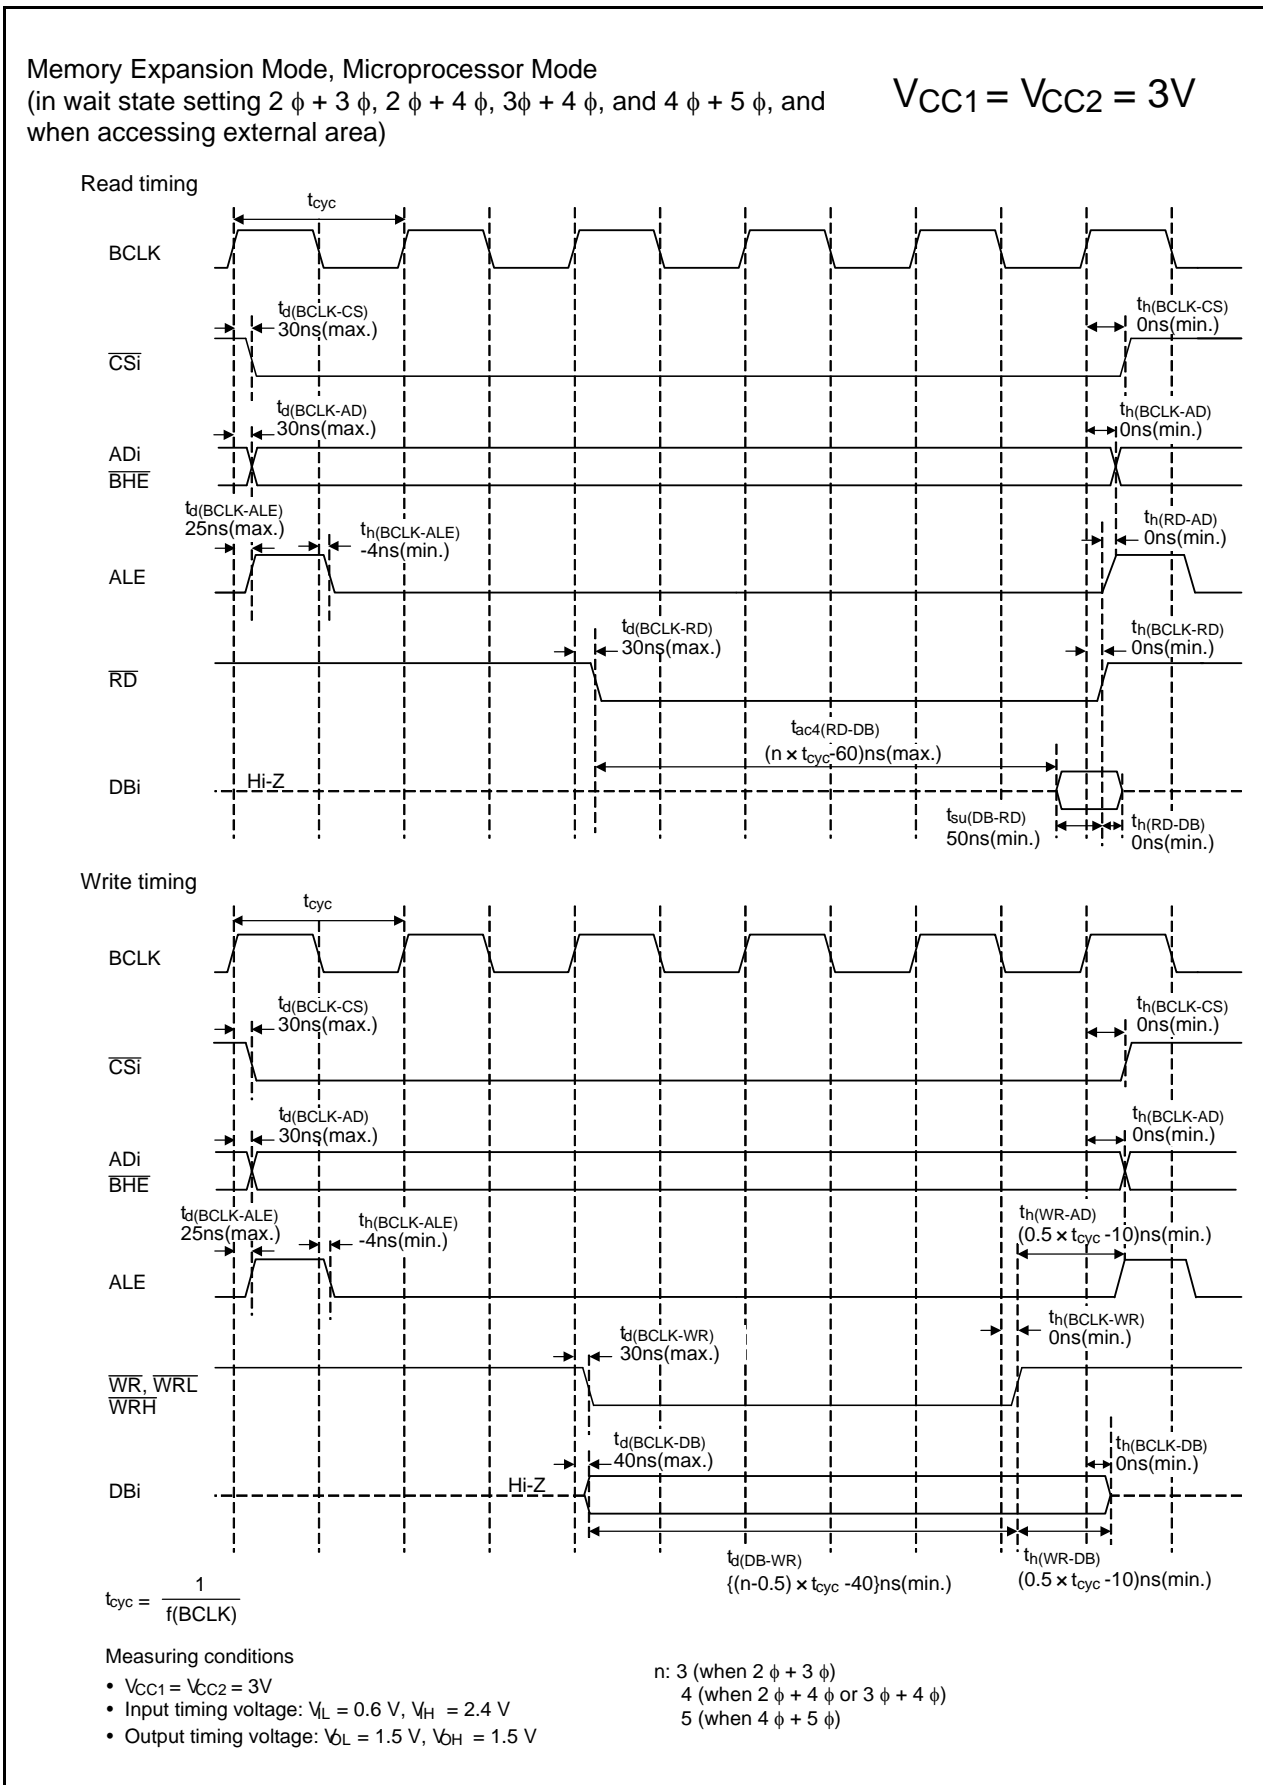 Memory Expansion Mode, Microprocessor Mode
(in wait state setting 2 ϕ + 3 ϕ, 2 ϕ + 4 ϕ, 3ϕ + 4 ϕ, and 4 ϕ + 5 ϕ, and
when accessing external area)
VCC1 = VCC2 = 3V
Read timing
tcyc
BCLK
td(BCLK-CS)
30ns(max.)
th(BCLK-CS)
0ns(min.)
CSi
td(BCLK-AD)
30ns(max.)
th(BCLK-AD)
0ns(min.)
ADi
BHE
td(BCLK-ALE)
25ns(max.)
th(BCLK-ALE)
-4ns(min.)
th(RD-AD)
0ns(min.)
ALE
td(BCLK-RD)
30ns(max.)
th(BCLK-RD)
0ns(min.)
RD
tac4(RD-DB)
(n × tcyc-60)ns(max.)
DBi
Hi-Z
tsu(DB-RD)
50ns(min.)
th(RD-DB)
0ns(min.)
Write timing
tcyc
BCLK
td(BCLK-CS)
30ns(max.)
th(BCLK-CS)
0ns(min.)
CSi
td(BCLK-AD)
30ns(max.)
th(BCLK-AD)
0ns(min.)
ADi
BHE
td(BCLK-ALE)
25ns(max.)
th(BCLK-ALE)
-4ns(min.)
th(WR-AD)
(0.5 × tcyc -10)ns(min.)
ALE
td(BCLK-WR)
30ns(max.)
th(BCLK-WR)
0ns(min.)
WR, WRL
WRH
td(BCLK-DB)
40ns(max.)
th(BCLK-DB)
0ns(min.)
DBi
Hi-Z
td(DB-WR)
{(n-0.5) × tcyc -40}ns(min.)
th(WR-DB)
(0.5 × tcyc -10)ns(min.)
tcyc = 1
f(BCLK)
Measuring conditions
• VCC1 = VCC2 = 3V
• Input timing voltage: VIL = 0.6 V, VIH = 2.4 V
• Output timing voltage: VOL = 1.5 V, VOH = 1.5 V
n: 3 (when 2 ϕ + 3 ϕ)
4 (when 2 ϕ + 4 ϕ or 3 ϕ + 4 ϕ)
5 (when 4 ϕ + 5 ϕ)